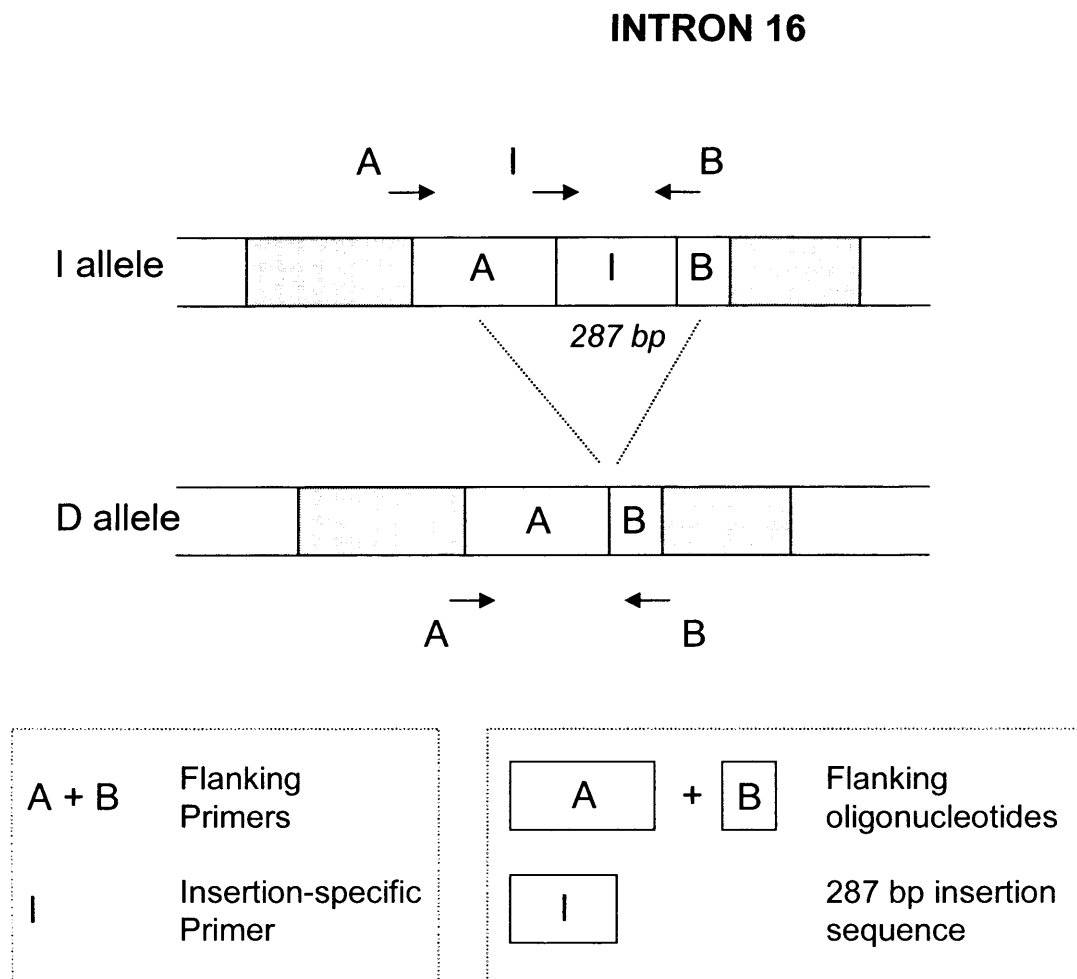 INTRON 16
A I B
I allele A I B
287 bp
D allele A B
A B
A + B Flanking Primers
I Insertion-specific Primer
A + B Flanking oligonucleotides
I 287 bp insertion sequence